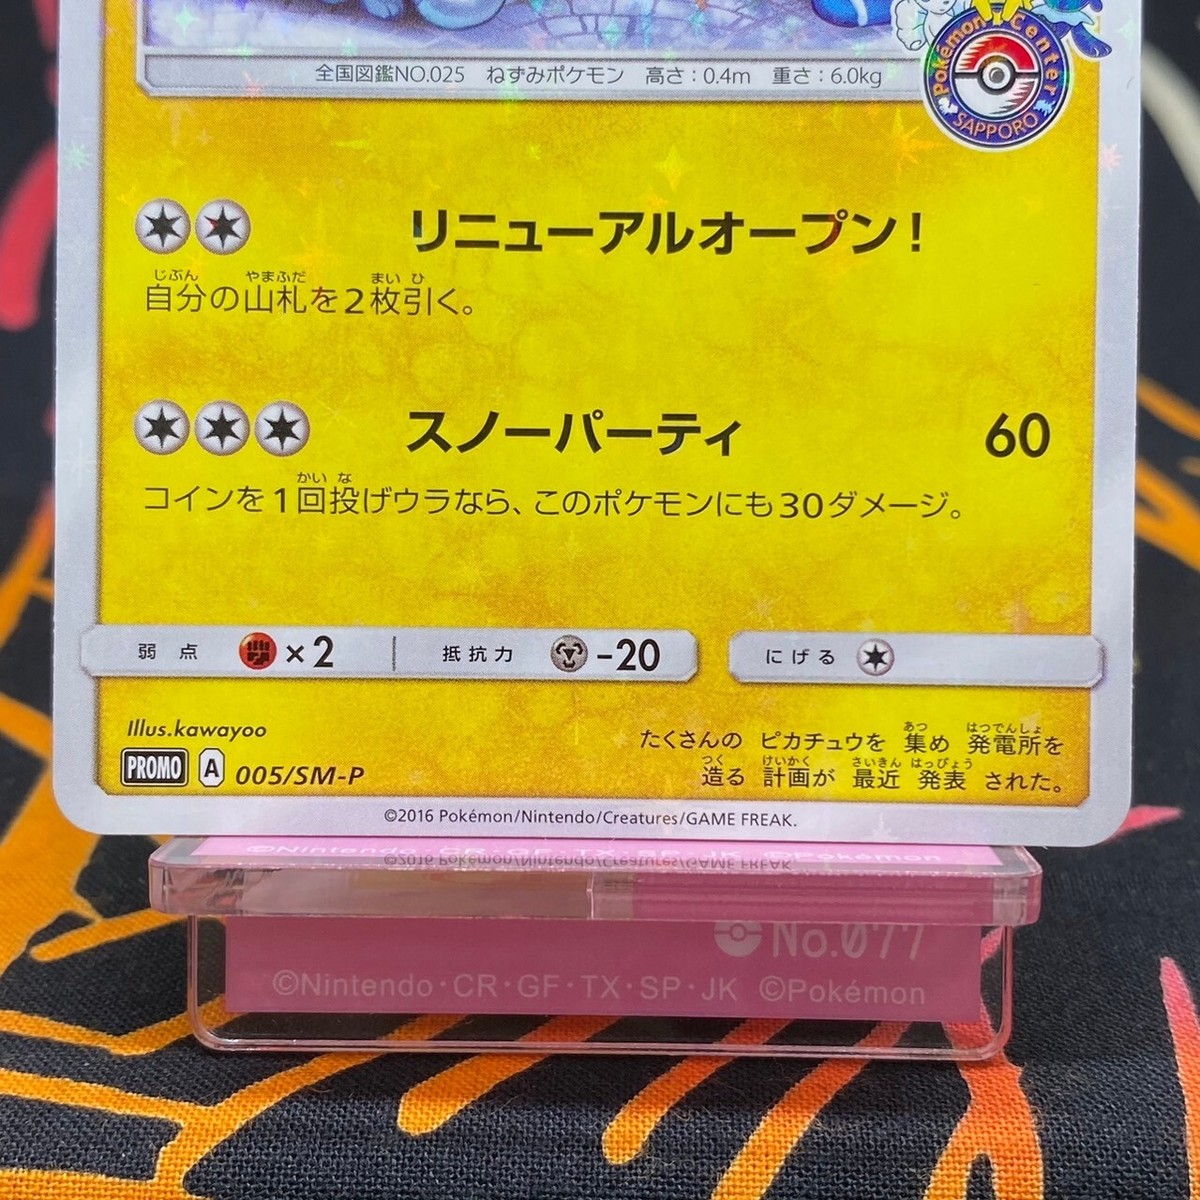 全国図鑑NO.025 ねずみポケモン 高さ：0.4m 重さ：6.0kg
Pokémon Center
SAPPORO
リニューアルオープン！
じぶん やまふだ まい ひ
自分の山札を2枚引く。
スノーパーティ 60
かい な
コインを1回投げウラなら、このポケモンにも30ダメージ。
弱点 ×2 抵抗力 -20 にげる
Illus.kawayoo
PROMO A 005/SM-P
あつ はつでんしょ
たくさんの ピカチュウを 集め 発電所を
つく けいかく さいきん はっぴょう
造る 計画が 最近 発表 された。
©2016 Pokémon/Nintendo/Creatures/GAME FREAK.
©2016 Pokémon/Nintendo/Creatures/GAME FREAK.
No.077
©Nintendo・CR・GF・TX・SP・JK ©Pokémon